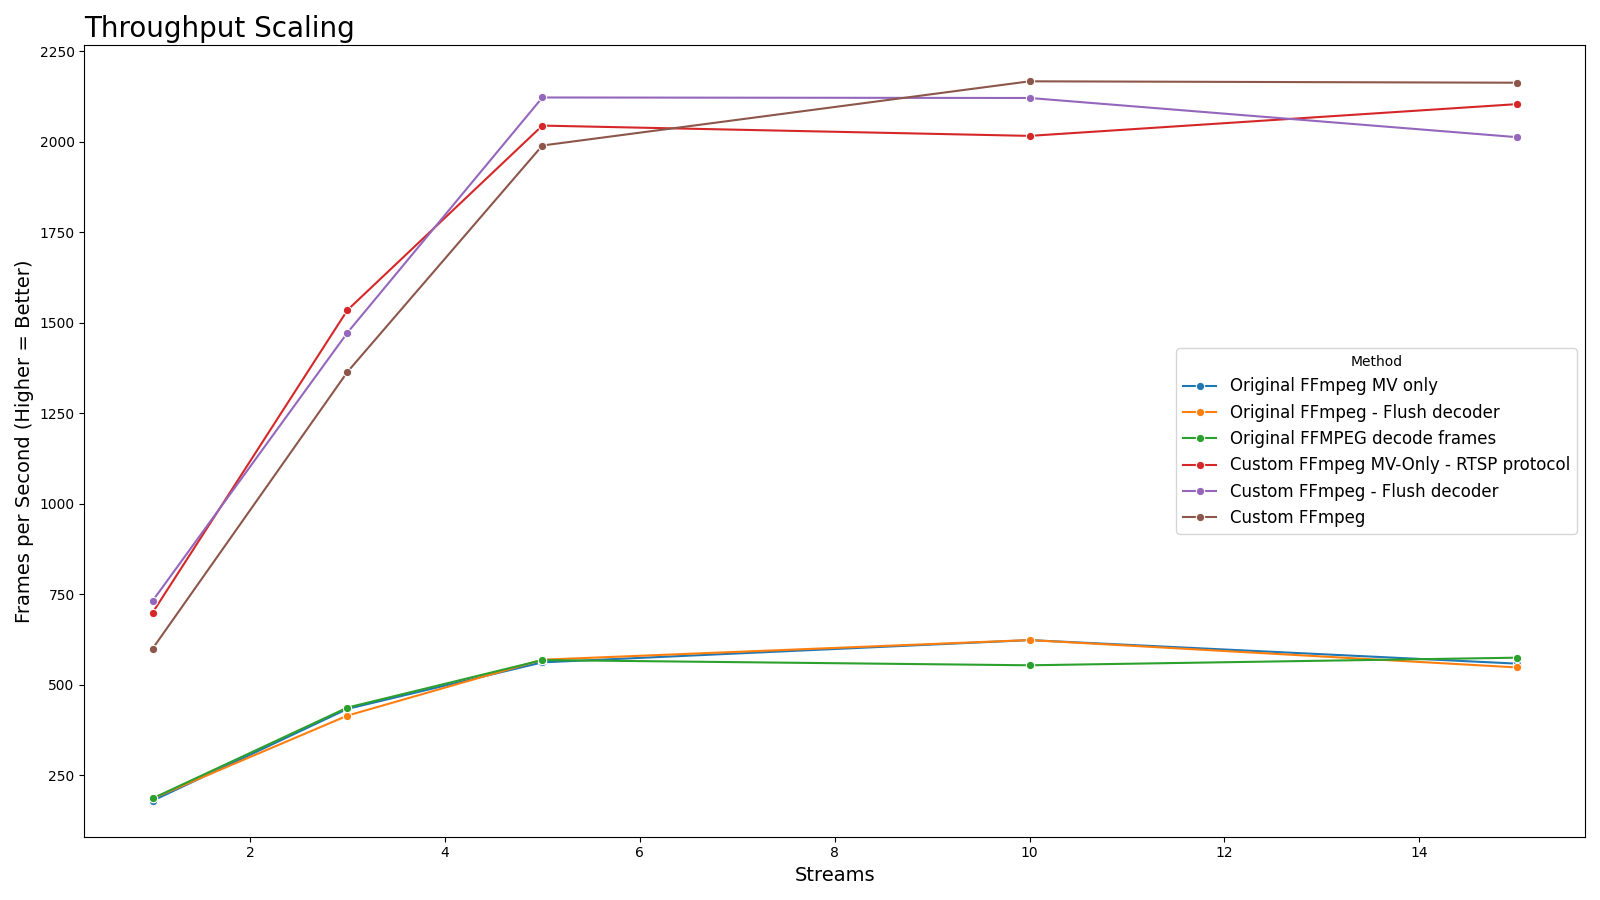 Throughput Scaling
2250
2000
1750
1500
1250
1000
750
500
250
Frames per Second (Higher = Better)
2
4
6
8
10
12
14
Streams
Method
Original FFmpeg MV only
Original FFmpeg - Flush decoder
Original FFMPEG decode frames
Custom FFmpeg MV-Only - RTSP protocol
Custom FFmpeg - Flush decoder
Custom FFmpeg